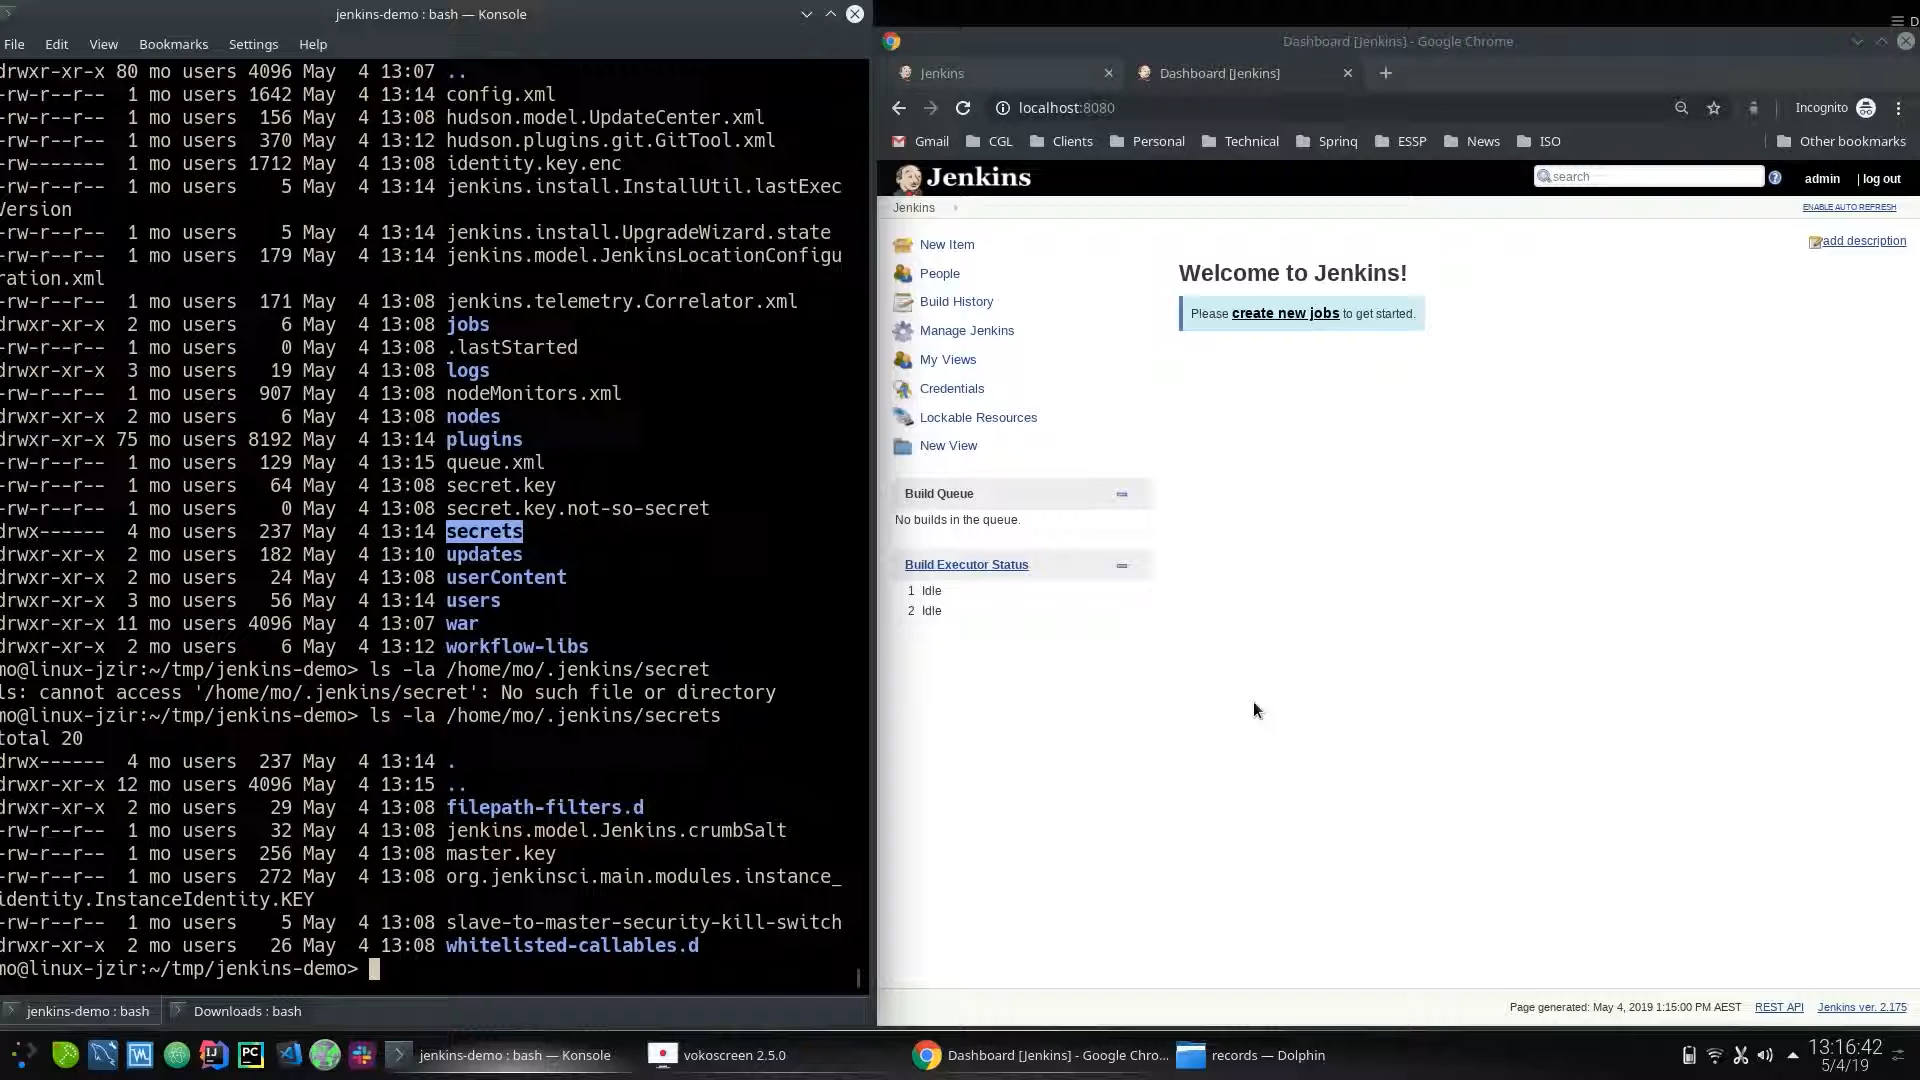 jenkins-demo : bash — Konsole
File Edit View Bookmarks Settings Help
drwxr-xr-x 80 mo users 4096 May  4 13:07 ..
-rw-r--r--  1 mo users 1642 May  4 13:14 config.xml
-rw-r--r--  1 mo users  156 May  4 13:08 hudson.model.UpdateCenter.xml
-rw-r--r--  1 mo users  370 May  4 13:12 hudson.plugins.git.GitTool.xml
-rw-------  1 mo users 1712 May  4 13:08 identity.key.enc
-rw-r--r--  1 mo users    5 May  4 13:14 jenkins.install.InstallUtil.lastExec
Version
-rw-r--r--  1 mo users    5 May  4 13:14 jenkins.install.UpgradeWizard.state
-rw-r--r--  1 mo users  179 May  4 13:14 jenkins.model.JenkinsLocationConfigu
ration.xml
-rw-r--r--  1 mo users  171 May  4 13:08 jenkins.telemetry.Correlator.xml
drwxr-xr-x  2 mo users    6 May  4 13:08 jobs
-rw-r--r--  1 mo users    0 May  4 13:08 .lastStarted
drwxr-xr-x  3 mo users   19 May  4 13:08 logs
-rw-r--r--  1 mo users  907 May  4 13:08 nodeMonitors.xml
drwxr-xr-x  2 mo users    6 May  4 13:08 nodes
drwxr-xr-x 75 mo users 8192 May  4 13:14 plugins
-rw-r--r--  1 mo users  129 May  4 13:15 queue.xml
-rw-r--r--  1 mo users   64 May  4 13:08 secret.key
-rw-r--r--  1 mo users    0 May  4 13:08 secret.key.not-so-secret
drwx------  4 mo users  237 May  4 13:14 secrets
drwxr-xr-x  2 mo users  182 May  4 13:10 updates
drwxr-xr-x  2 mo users   24 May  4 13:08 userContent
drwxr-xr-x  3 mo users   56 May  4 13:14 users
drwxr-xr-x 11 mo users 4096 May  4 13:07 war
drwxr-xr-x  2 mo users    6 May  4 13:12 workflow-libs
mo@linux-jzir:~/tmp/jenkins-demo> ls -la /home/mo/.jenkins/secret
ls: cannot access '/home/mo/.jenkins/secret': No such file or directory
mo@linux-jzir:~/tmp/jenkins-demo> ls -la /home/mo/.jenkins/secrets
total 20
drwx------  4 mo users  237 May  4 13:14 .
drwxr-xr-x 12 mo users 4096 May  4 13:15 ..
drwxr-xr-x  2 mo users   29 May  4 13:08 filepath-filters.d
-rw-r--r--  1 mo users   32 May  4 13:08 jenkins.model.Jenkins.crumbSalt
-rw-r--r--  1 mo users  256 May  4 13:08 master.key
-rw-r--r--  1 mo users  272 May  4 13:08 org.jenkinsci.main.modules.instance_
identity.InstanceIdentity.KEY
-rw-r--r--  1 mo users    5 May  4 13:08 slave-to-master-security-kill-switch
drwxr-xr-x  2 mo users   26 May  4 13:08 whitelisted-callables.d
mo@linux-jzir:~/tmp/jenkins-demo>
jenkins-demo : bash Downloads : bash
D
Dashboard [Jenkins] - Google Chrome
Jenkins Dashboard [Jenkins]
localhost:8080 Incognito
Gmail CGL Clients Personal Technical Sprinq ESSP News ISO Other bookmarks
Jenkins search admin | log out
Jenkins ENABLE AUTO REFRESH
New Item
People
Build History
Manage Jenkins
My Views
Credentials
Lockable Resources
New View
add description
Welcome to Jenkins!
Please create new jobs to get started.
Build Queue
No builds in the queue.
Build Executor Status
1 Idle
2 Idle
Page generated: May 4, 2019 1:15:00 PM AEST REST API Jenkins ver. 2.175
IJ PC jenkins-demo : bash — Konsole vokoscreen 2.5.0 Dashboard [Jenkins] - Google Chro... records — Dolphin
13:16:42
5/4/19